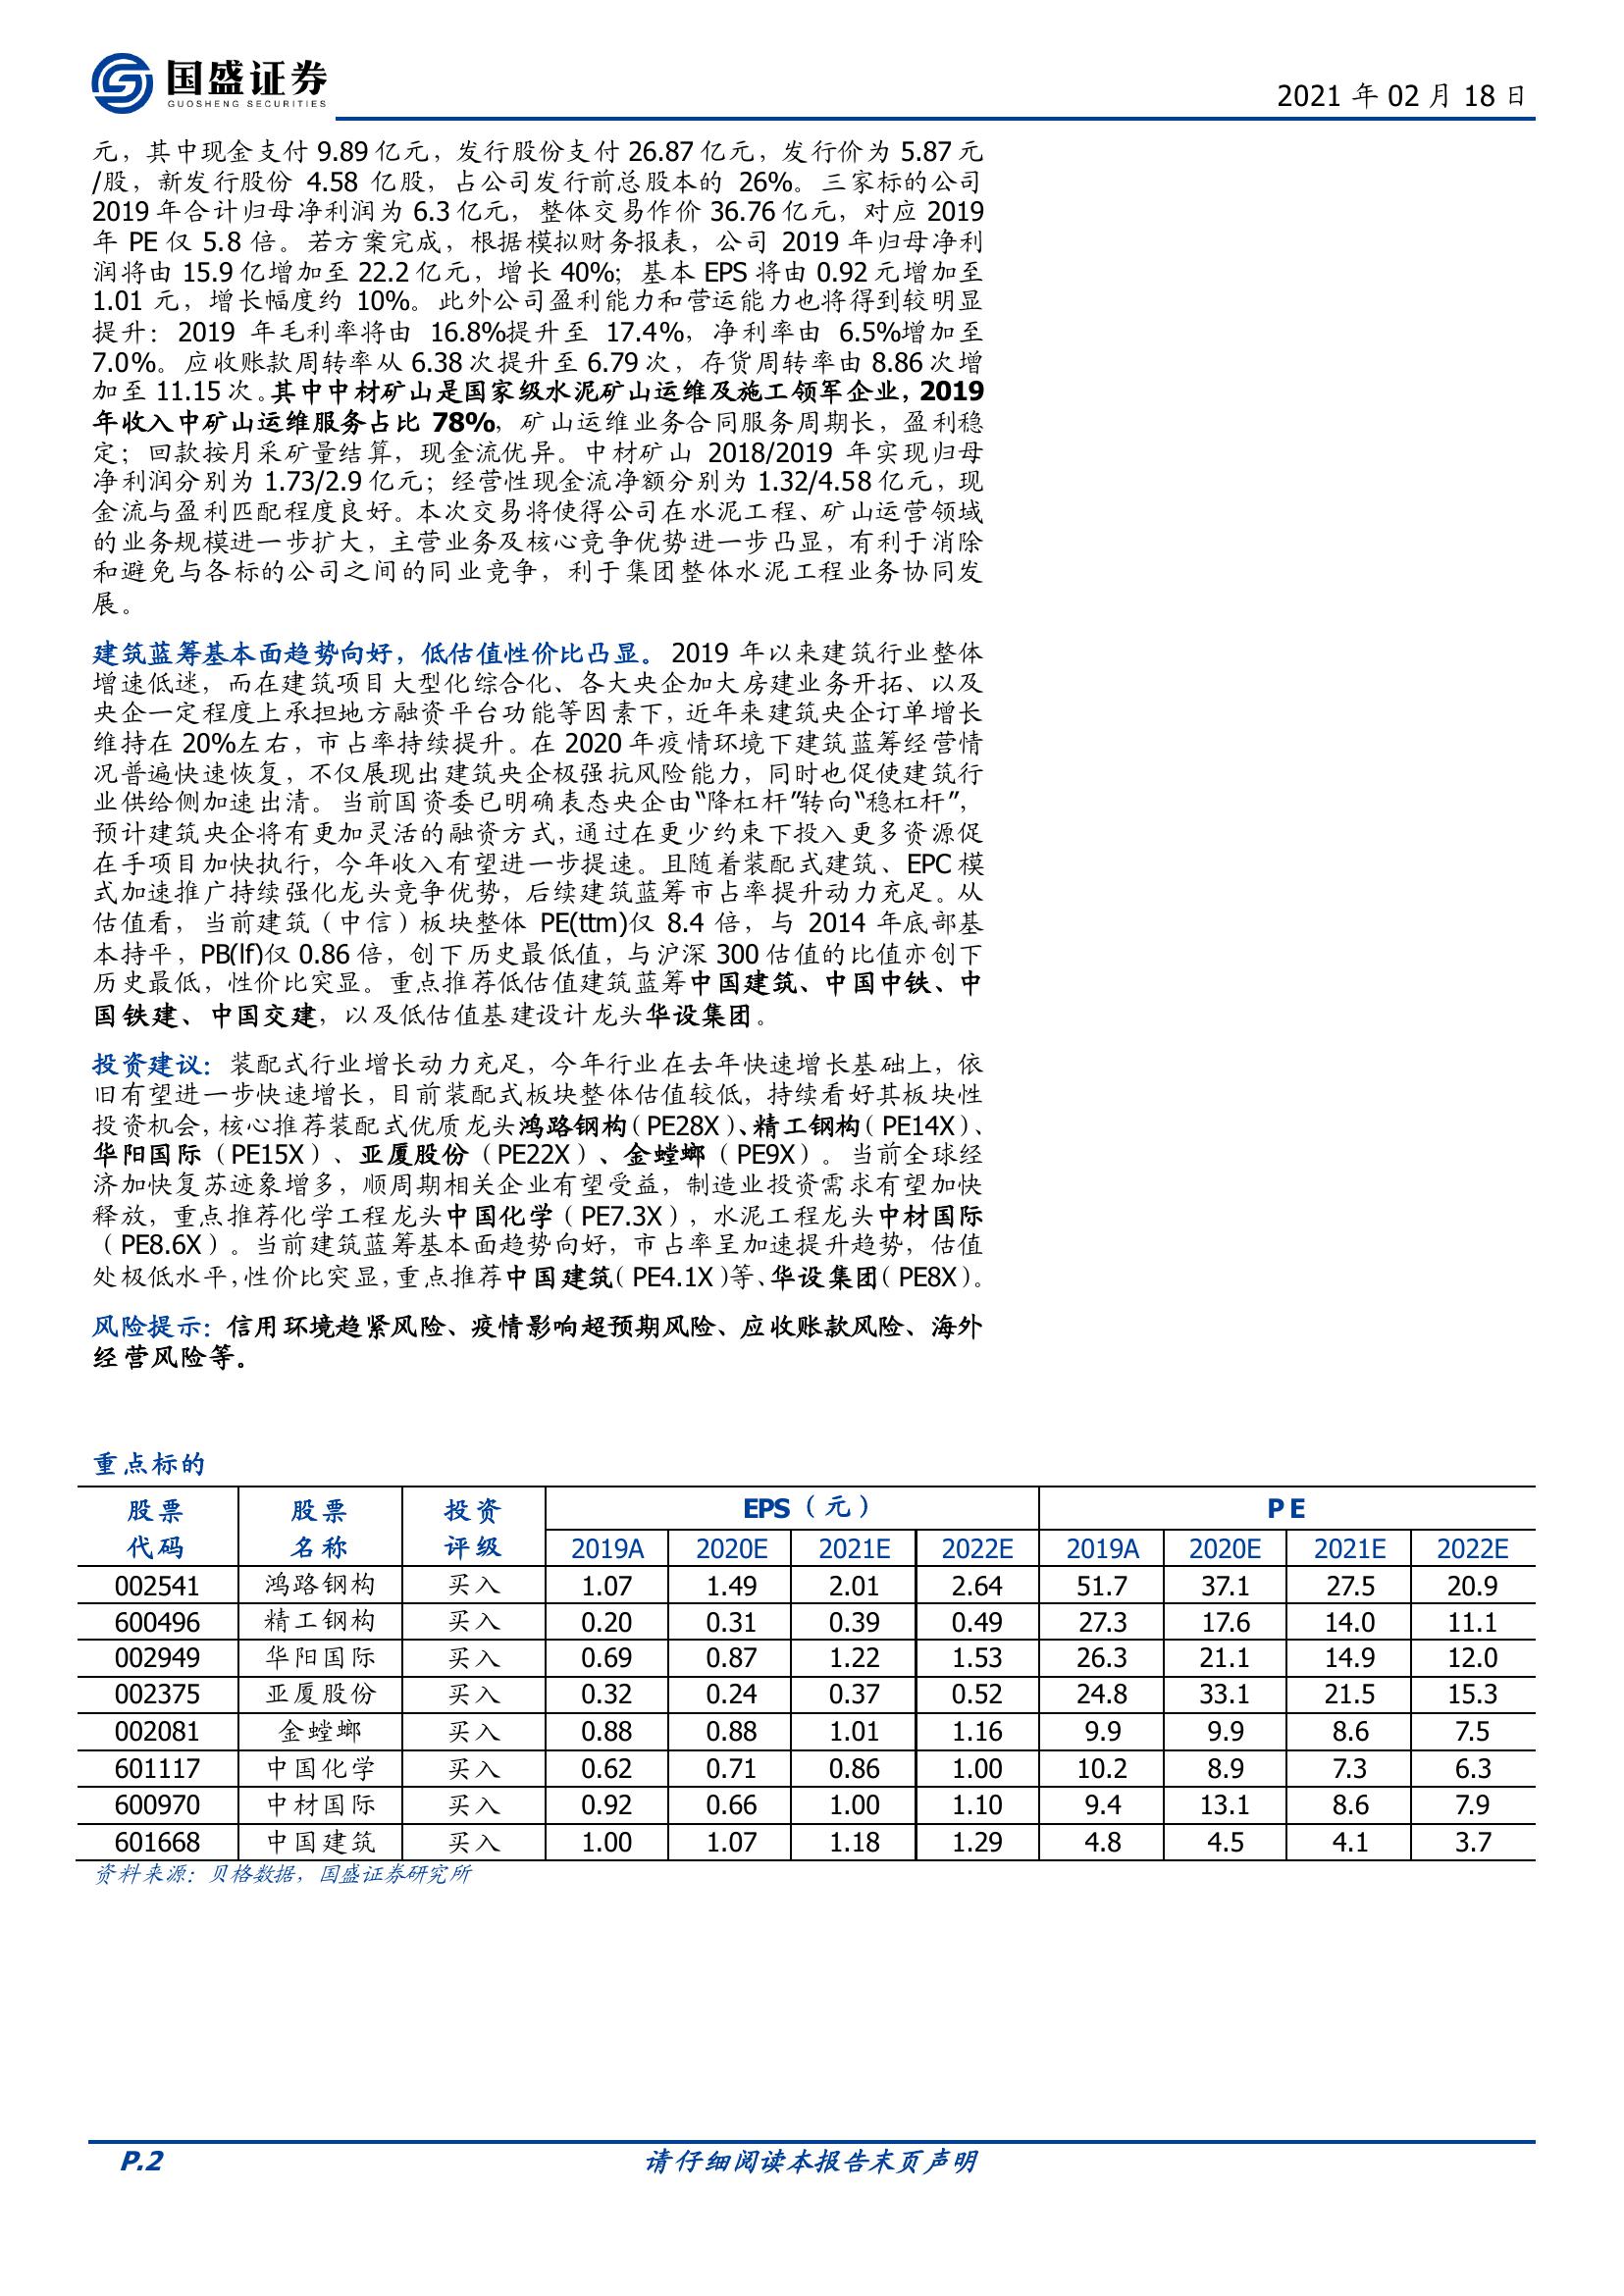 国盛证券
GUOSHENG SECURITIES
2021 年 02 月 18 日
元，其中现金支付 9.89 亿元，发行股份支付 26.87 亿元，发行价为 5.87 元
/股，新发行股份 4.58 亿股，占公司发行前总股本的 26%。三家标的公司
2019 年合计归母净利润为 6.3 亿元，整体交易作价 36.76 亿元，对应 2019
年 PE 仅 5.8 倍。若方案完成，根据模拟财务报表，公司 2019 年归母净利
润将由 15.9 亿增加至 22.2 亿元，增长 40%；基本 EPS 将由 0.92 元增加至
1.01 元，增长幅度约 10%。此外公司盈利能力和营运能力也将得到较明显
提升：2019 年毛利率将由 16.8%提升至 17.4%，净利率由 6.5%增加至
7.0%。应收账款周转率从 6.38 次提升至 6.79 次，存货周转率由 8.86 次增
加至 11.15 次。其中中材矿山是国家级水泥矿山运维及施工领军企业，2019
年收入中矿山运维服务占比 78%，矿山运维业务合同服务周期长，盈利稳
定；回款按月采矿量结算，现金流优异。中材矿山 2018/2019 年实现归母
净利润分别为 1.73/2.9 亿元；经营性现金流净额分别为 1.32/4.58 亿元，现
金流与盈利匹配程度良好。本次交易将使得公司在水泥工程、矿山运营领域
的业务规模进一步扩大，主营业务及核心竞争优势进一步凸显，有利于消除
和避免与各标的公司之间的同业竞争，利于集团整体水泥工程业务协同发
展。
建筑蓝筹基本面趋势向好，低估值性价比凸显。2019 年以来建筑行业整体
增速低迷，而在建筑项目大型化综合化、各大央企加大房建业务开拓、以及
央企一定程度上承担地方融资平台功能等因素下，近年来建筑央企订单增长
维持在 20%左右，市占率持续提升。在 2020 年疫情环境下建筑蓝筹经营情
况普遍快速恢复，不仅展现出建筑央企极强抗风险能力，同时也促使建筑行
业供给侧加速出清。当前国资委已明确表态央企由“降杠杆”转向“稳杠杆”，
预计建筑央企将有更加灵活的融资方式，通过在更少约束下投入更多资源促
在手项目加快执行，今年收入有望进一步提速。且随着装配式建筑、EPC 模
式加速推广持续强化龙头竞争优势，后续建筑蓝筹市占率提升动力充足。从
估值看，当前建筑（中信）板块整体 PE(ttm)仅 8.4 倍，与 2014 年底部基
本持平，PB(lf)仅 0.86 倍，创下历史最低值，与沪深 300 估值的比值亦创下
历史最低，性价比突显。重点推荐低估值建筑蓝筹中国建筑、中国中铁、中
国铁建、中国交建，以及低估值基建设计龙头华设集团。
投资建议：装配式行业增长动力充足，今年行业在去年快速增长基础上，依
旧有望进一步快速增长，目前装配式板块整体估值较低，持续看好其板块性
投资机会，核心推荐装配式优质龙头鸿路钢构（PE28X）、精工钢构（PE14X）、
华阳国际（PE15X）、亚厦股份（PE22X）、金螳螂（PE9X）。当前全球经
济加快复苏迹象增多，顺周期相关企业有望受益，制造业投资需求有望加快
释放，重点推荐化学工程龙头中国化学（PE7.3X），水泥工程龙头中材国际
（PE8.6X）。当前建筑蓝筹基本面趋势向好，市占率呈加速提升趋势，估值
处极低水平，性价比突显，重点推荐中国建筑（PE4.1X）等、华设集团（PE8X）。
风险提示：信用环境趋紧风险、疫情影响超预期风险、应收账款风险、海外
经营风险等。
重点标的
股票 股票 投资 EPS（元） P E
代码 名称 评级 2019A 2020E 2021E 2022E 2019A 2020E 2021E 2022E
002541 鸿路钢构 买入 1.07 1.49 2.01 2.64 51.7 37.1 27.5 20.9
600496 精工钢构 买入 0.20 0.31 0.39 0.49 27.3 17.6 14.0 11.1
002949 华阳国际 买入 0.69 0.87 1.22 1.53 26.3 21.1 14.9 12.0
002375 亚厦股份 买入 0.32 0.24 0.37 0.52 24.8 33.1 21.5 15.3
002081 金螳螂 买入 0.88 0.88 1.01 1.16 9.9 9.9 8.6 7.5
601117 中国化学 买入 0.62 0.71 0.86 1.00 10.2 8.9 7.3 6.3
600970 中材国际 买入 0.92 0.66 1.00 1.10 9.4 13.1 8.6 7.9
601668 中国建筑 买入 1.00 1.07 1.18 1.29 4.8 4.5 4.1 3.7
资料来源：贝格数据，国盛证券研究所
P.2 请仔细阅读本报告末页声明